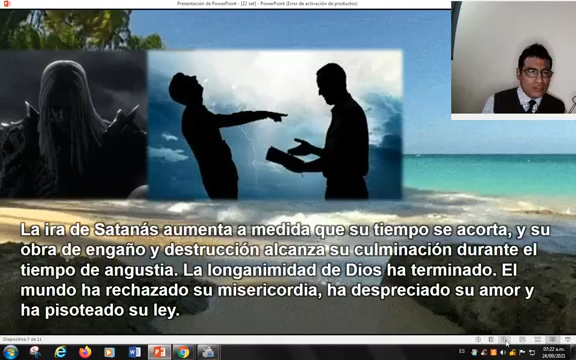 Presentación de PowerPoint - [22 set] - PowerPoint (Error de activación de productos)
La ira de Satanás aumenta a medida que su tiempo se acorta, y su
obra de engaño y destrucción alcanza su culminación durante el
tiempo de angustia. La longanimidad de Dios ha terminado. El
mundo ha rechazado su misericordia, ha despreciado su amor y
ha pisoteado su ley.
Diapositiva 7 de 11
07:22 a.m.
24/09/2021